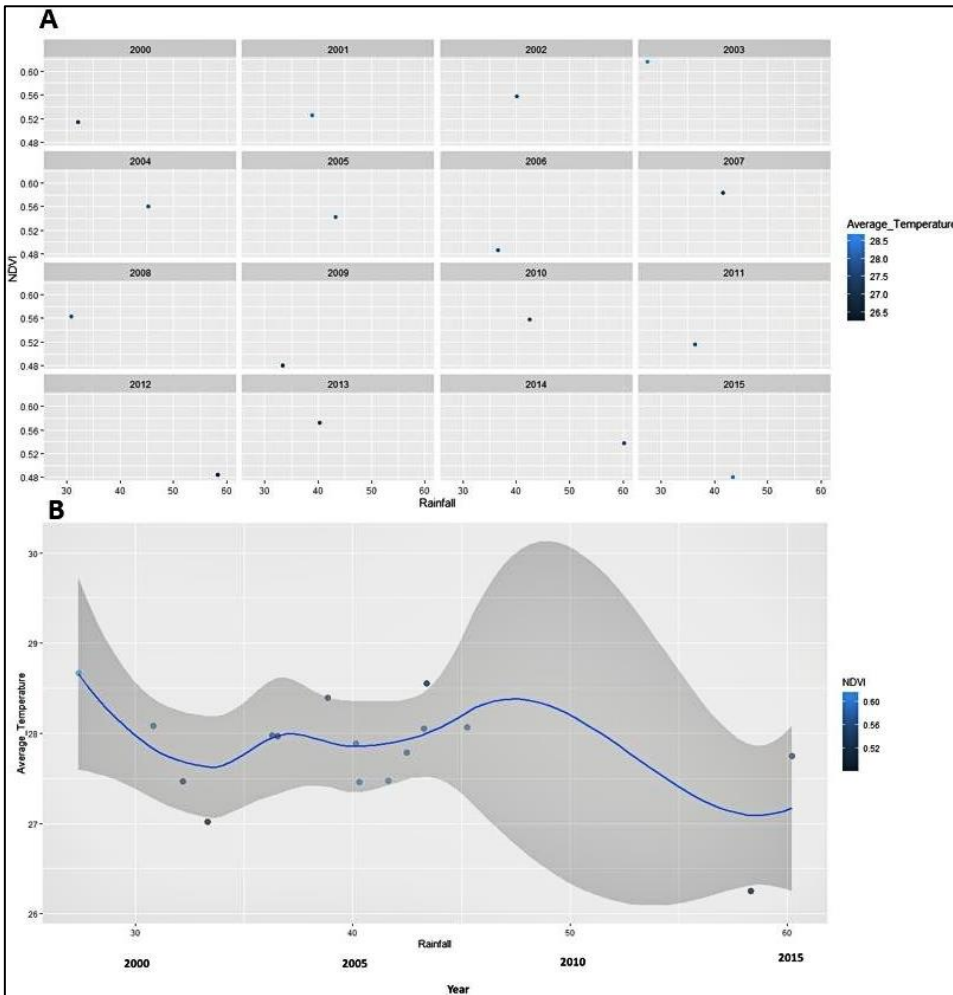 A
2000 2001 2002 2003
0.60
0.56
0.52
0.48
2004 2005 2006 2007
0.60
0.56
0.52
0.48
2008 2009 2010 2011
0.60
0.56
0.52
0.48
2012 2013 2014 2015
0.60
0.56
0.52
0.48
NDVI
30 40 50 60 30 40 50 60 30 40 50 60 30 40 50 60
Rainfall
Average_Temperature
28.5
28.0
27.5
27.0
26.5
B
30
29
28
27
26
Average_Temperature
30 40 50 60
Rainfall
2000 2005 2010 2015
Year
NDVI
0.60
0.56
0.52